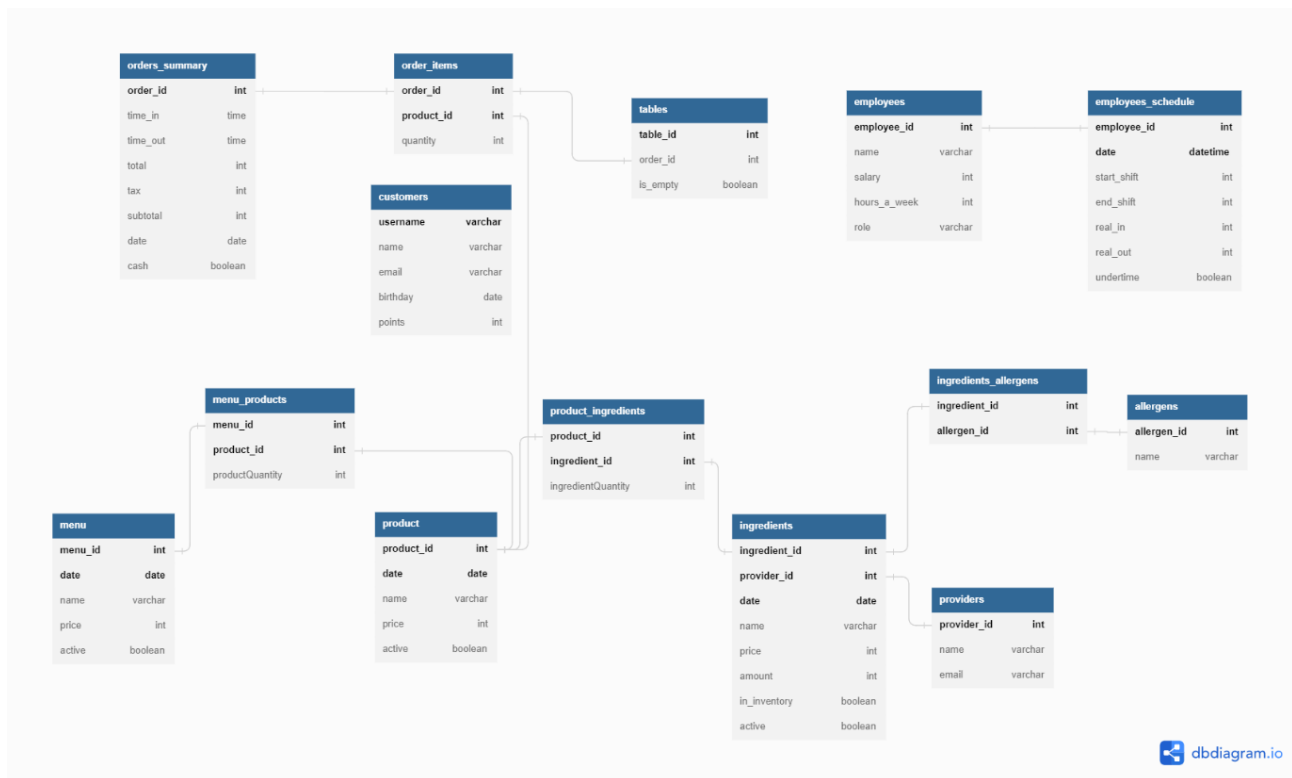 orders_summary
order_id int
time_in time
time_out time
total int
tax int
subtotal int
date date
cash boolean
order_items
order_id int
product_id int
quantity int
tables
table_id int
order_id int
is_empty boolean
employees
employee_id int
name varchar
salary int
hours_a_week int
role varchar
employees_schedule
employee_id int
date datetime
start_shift int
end_shift int
real_in int
real_out int
undertime boolean
customers
username varchar
name varchar
email varchar
birthday date
points int
menu_products
menu_id int
product_id int
productQuantity int
product_ingredients
product_id int
ingredient_id int
ingredientQuantity int
ingredients_allergens
ingredient_id int
allergen_id int
allergens
allergen_id int
name varchar
menu
menu_id int
date date
name varchar
price int
active boolean
product
product_id int
date date
name varchar
price int
active boolean
ingredients
ingredient_id int
provider_id int
date date
name varchar
price int
amount int
in_inventory boolean
active boolean
providers
provider_id int
name varchar
email varchar
dbdiagram.io